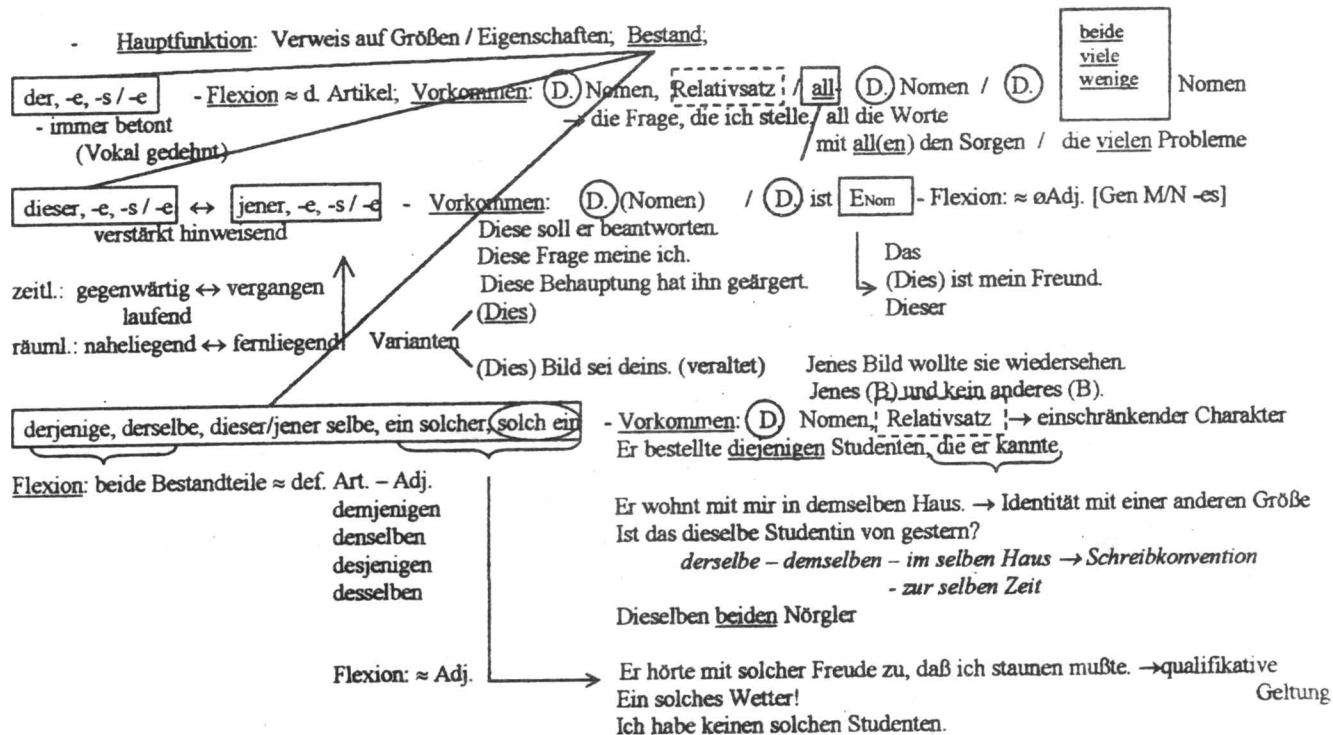 - Hauptfunktion: Verweis auf Größen / Eigenschaften; Bestand;
der, -e, -s / -e - Flexion ≈ d. Artikel; Vorkommen: D. Nomen, Relativsatz / all- D. Nomen / D. beide viele wenige Nomen
- immer betont → die Frage, die ich stelle, all die Worte
(Vokal gedehnt) mit all(en) den Sorgen / die vielen Probleme
dieser, -e, -s / -e ↔ jener, -e, -s / -e - Vorkommen: D. (Nomen) / D. ist ENom - Flexion: ≈ øAdj. [Gen M/N -es]
verstärkt hinweisend Diese soll er beantworten.
Diese Frage meine ich. Das
zeitl.: gegenwärtig ↔ vergangen Diese Behauptung hat ihn geärgert. (Dies) ist mein Freund.
laufend (Dies) Dieser
räuml.: naheliegend ↔ fernliegend Varianten
(Dies) Bild sei deins. (veraltet) Jenes Bild wollte sie wiedersehen.
Jenes (B) und kein anderes (B).
derjenige, derselbe, dieser/jener selbe, ein solcher, solch ein - Vorkommen: D. Nomen, Relativsatz → einschränkender Charakter
Er bestellte diejenigen Studenten, die er kannte,
Flexion: beide Bestandteile ≈ def. Art. – Adj.
demjenigen Er wohnt mit mir in demselben Haus. → Identität mit einer anderen Größe
denselben Ist das dieselbe Studentin von gestern?
desjenigen derselbe – demselben – im selben Haus → Schreibkonvention
desselben - zur selben Zeit
Dieselben beiden Nörgler
Flexion: ≈ Adj. Er hörte mit solcher Freude zu, daß ich staunen mußte. →qualifikative
Ein solches Wetter! Geltung
Ich habe keinen solchen Studenten.